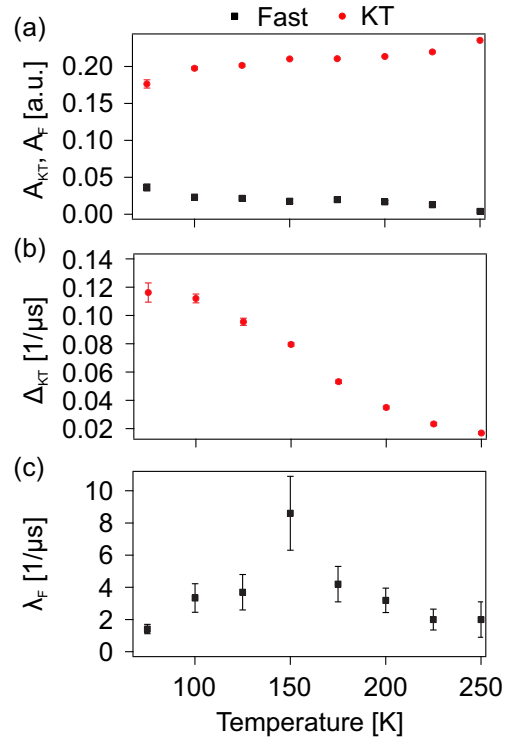 Fast KT
(a)
0.20
0.15
0.10
0.05
0.00
A_KT, A_F [a.u.]
(b)
0.14
0.12
0.10
0.08
0.06
0.04
0.02
Δ_KT [1/μs]
(c)
10
8
6
4
2
0
λ_F [1/μs]
100 150 200 250
Temperature [K]